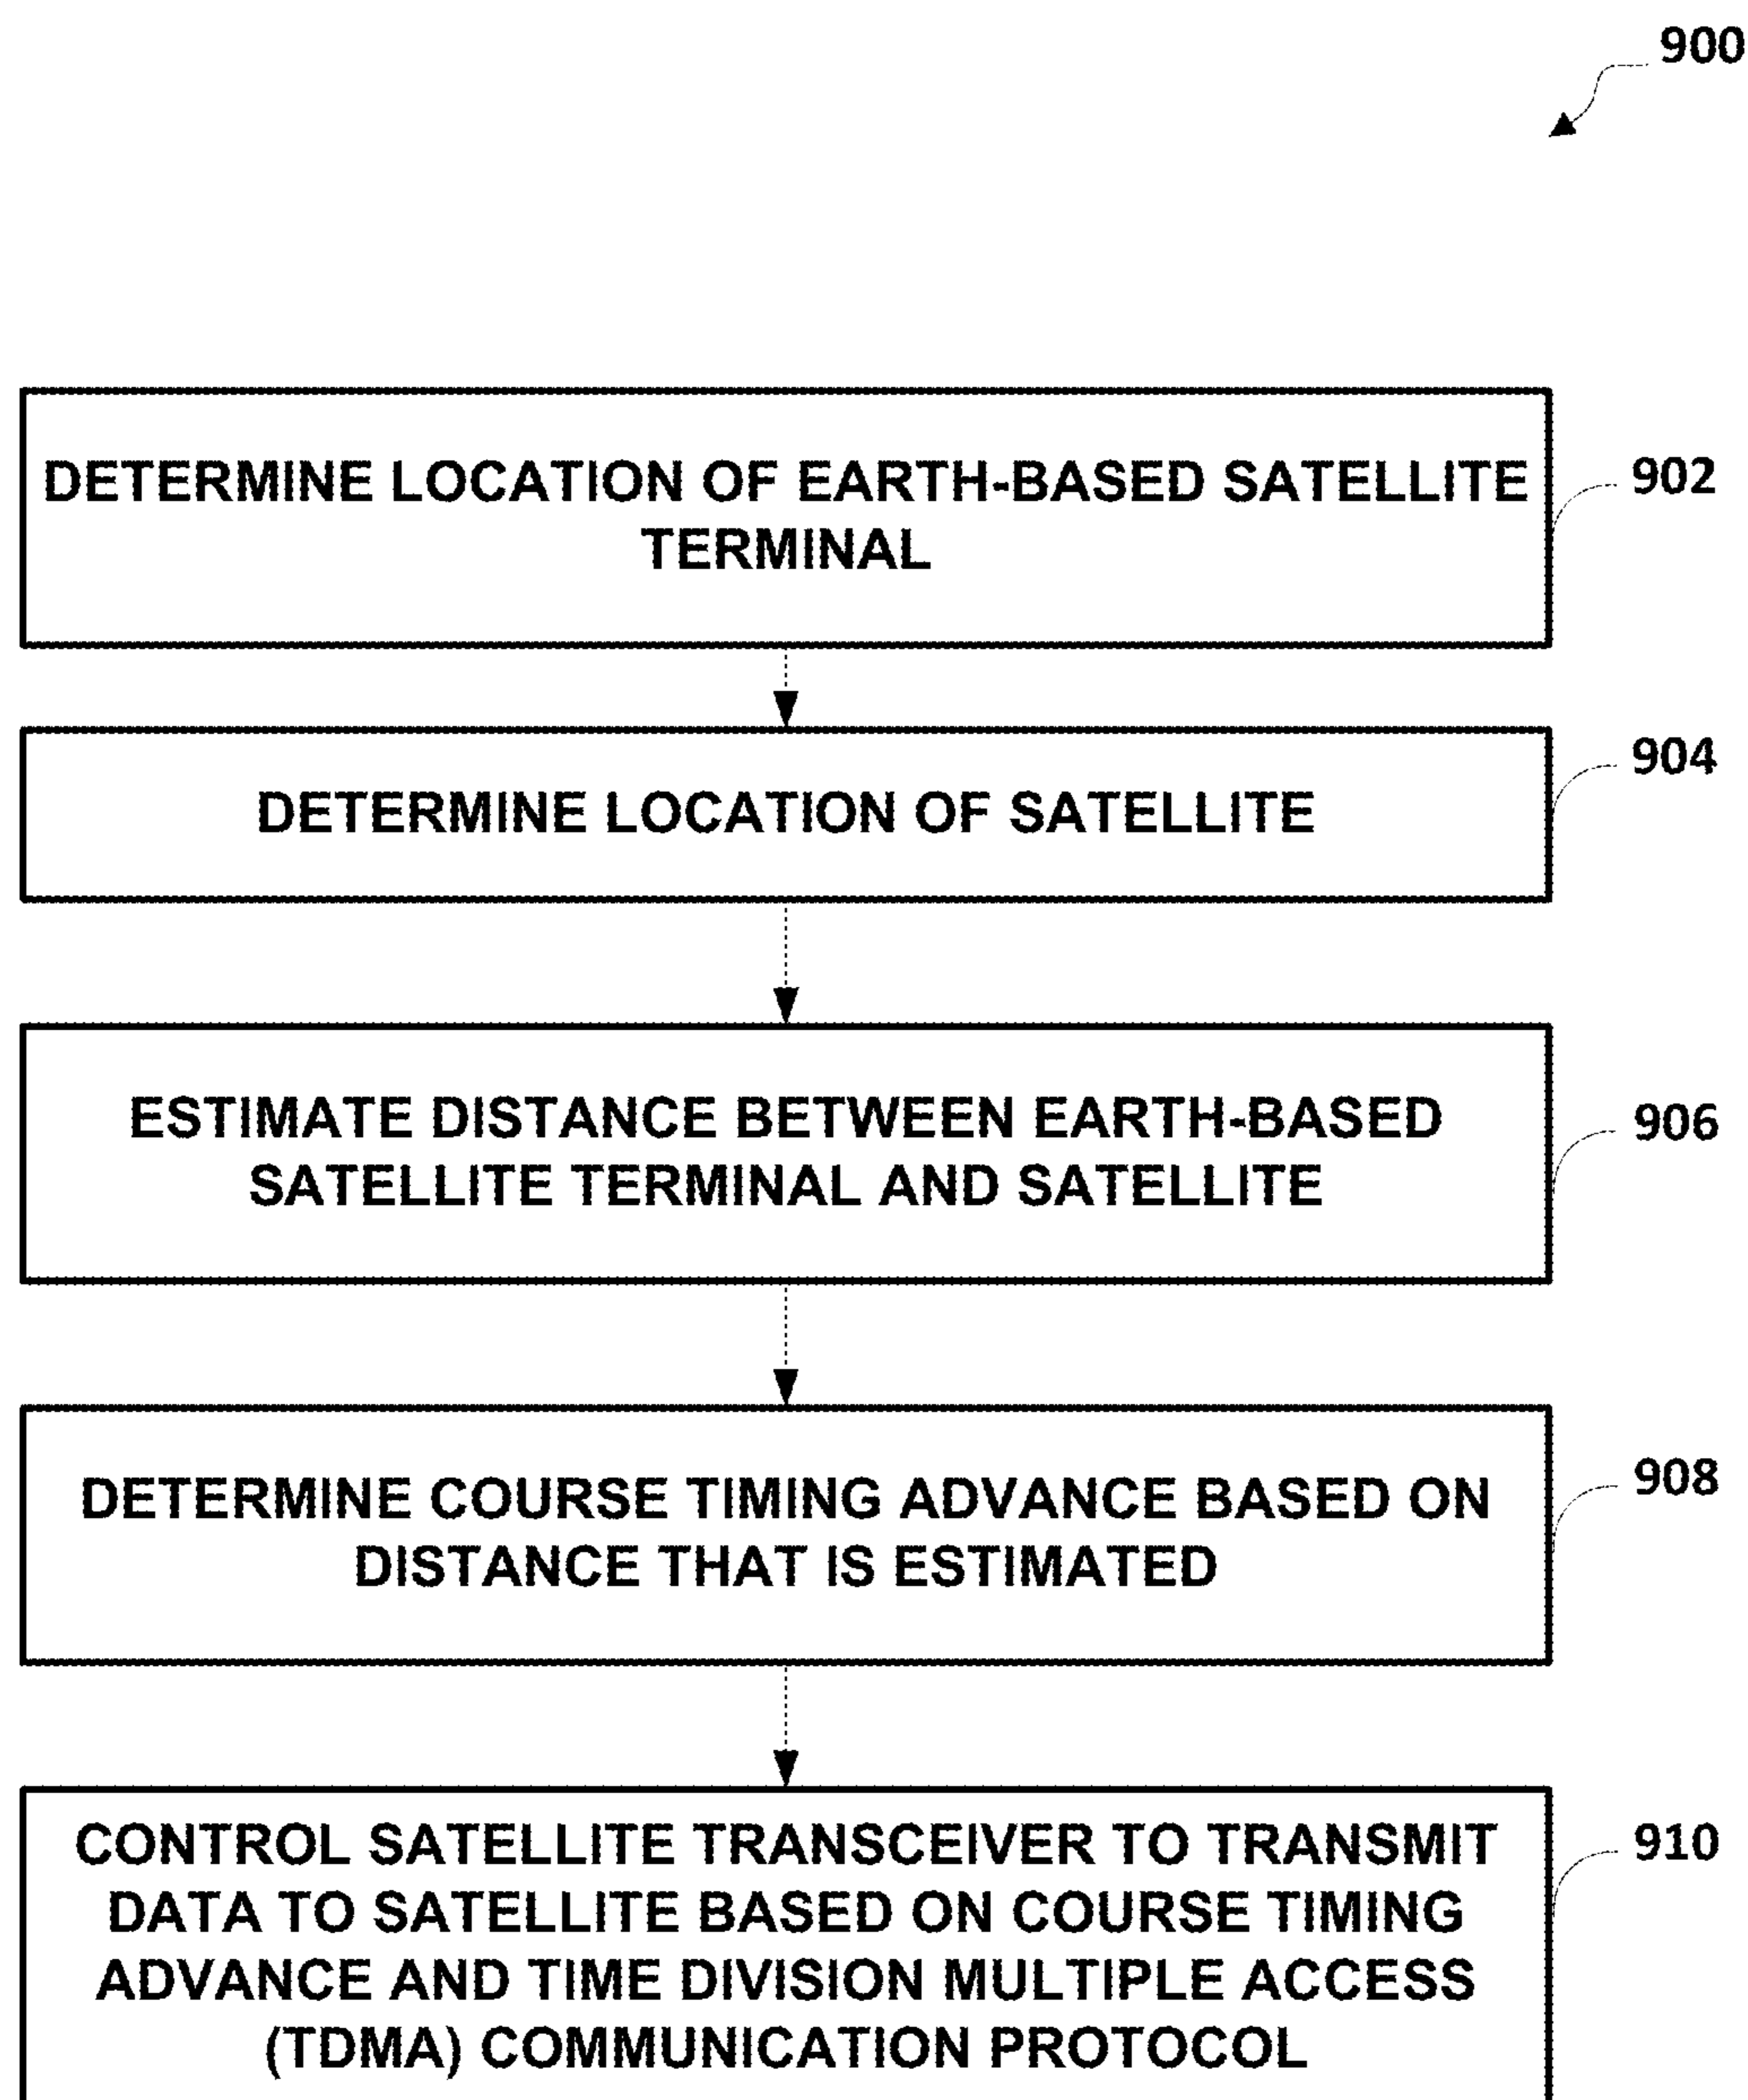 900
DETERMINE LOCATION OF EARTH-BASED SATELLITE
TERMINAL
902
DETERMINE LOCATION OF SATELLITE
904
ESTIMATE DISTANCE BETWEEN EARTH-BASED
SATELLITE TERMINAL AND SATELLITE
906
DETERMINE COURSE TIMING ADVANCE BASED ON
DISTANCE THAT IS ESTIMATED
908
CONTROL SATELLITE TRANSCEIVER TO TRANSMIT
DATA TO SATELLITE BASED ON COURSE TIMING
ADVANCE AND TIME DIVISION MULTIPLE ACCESS
(TDMA) COMMUNICATION PROTOCOL
910